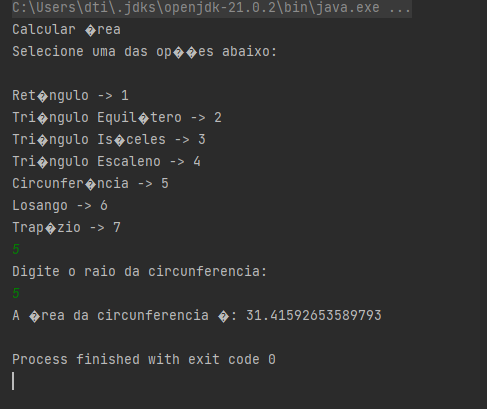 C:\Users\dti\.jdks\openjdk-21.0.2\bin\java.exe ...
Calcular �rea
Selecione uma das op��es abaixo:
Ret�ngulo -> 1
Tri�ngulo Equil�tero -> 2
Tri�ngulo Is�celes -> 3
Tri�ngulo Escaleno -> 4
Circunfer�ncia -> 5
Losango -> 6
Trap�zio -> 7
5
Digite o raio da circunferencia:
5
A �rea da circunferencia �: 31.41592653589793
Process finished with exit code 0